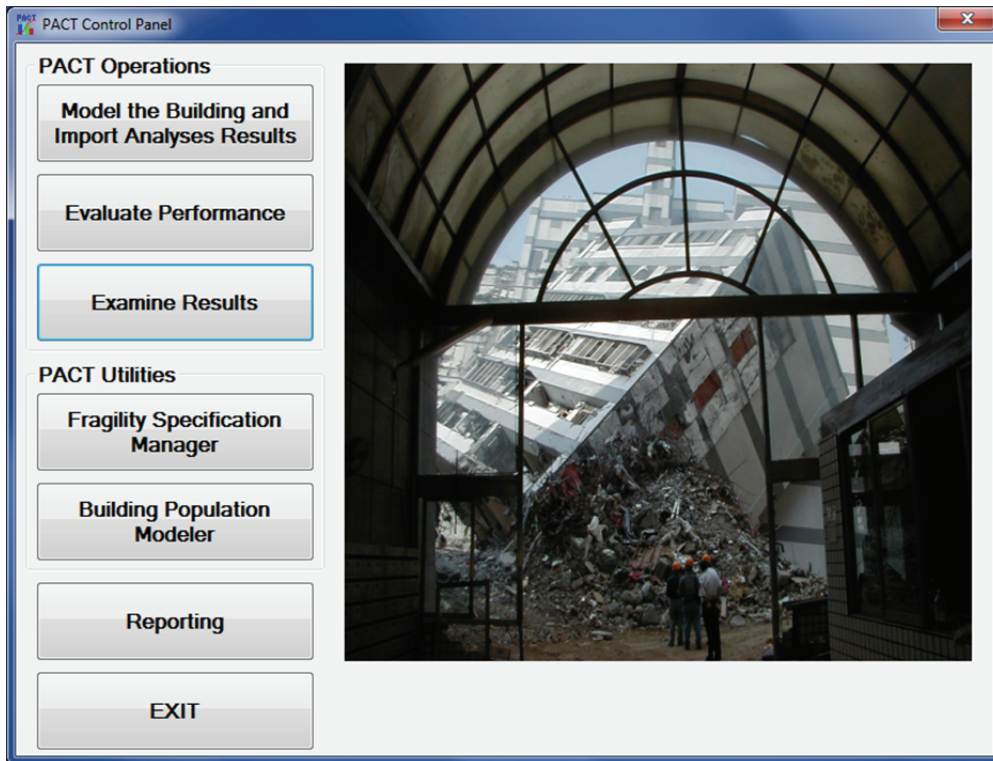 PACT
PACT Control Panel
PACT Operations
Model the Building and
Import Analyses Results
Evaluate Performance
Examine Results
PACT Utilities
Fragility Specification
Manager
Building Population
Modeler
Reporting
EXIT